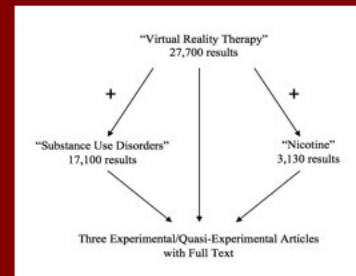 “Virtual Reality Therapy”
27,700 results
+
+
“Substance Use Disorders”
17,100 results
“Nicotine”
3,130 results
Three Experimental/Quasi-Experimental Articles
with Full Text